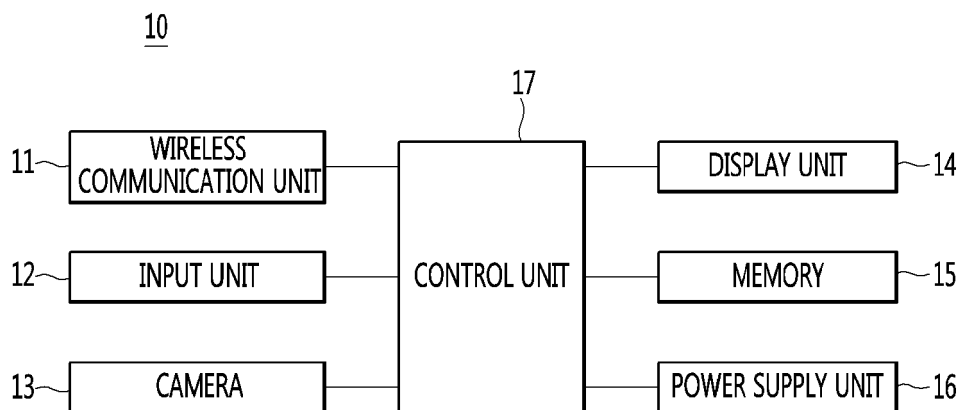 10
17
11
WIRELESS
COMMUNICATION UNIT
DISPLAY UNIT
14
12
INPUT UNIT
CONTROL UNIT
MEMORY
15
13
CAMERA
POWER SUPPLY UNIT
16